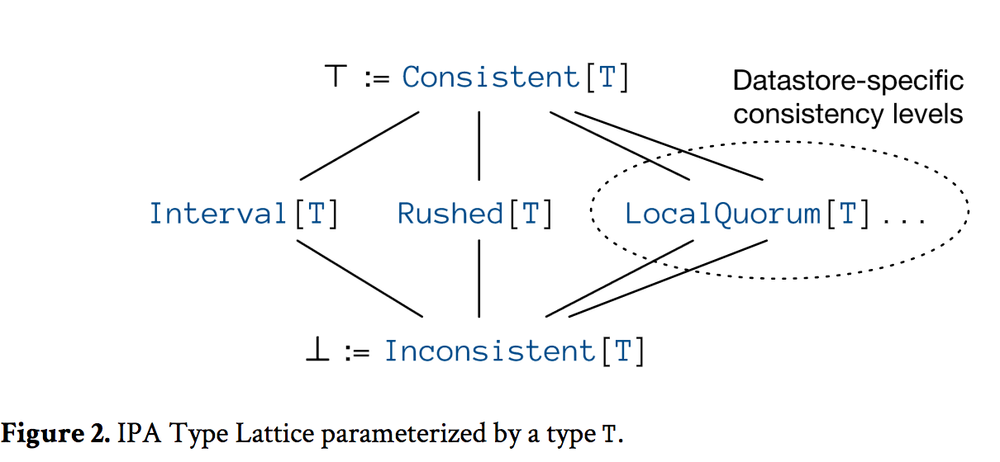 ⊤ := Consistent[T]
Datastore-specific
consistency levels
Interval[T] Rushed[T] LocalQuorum[T] ...
⊥ := Inconsistent[T]
Figure 2. IPA Type Lattice parameterized by a type T.